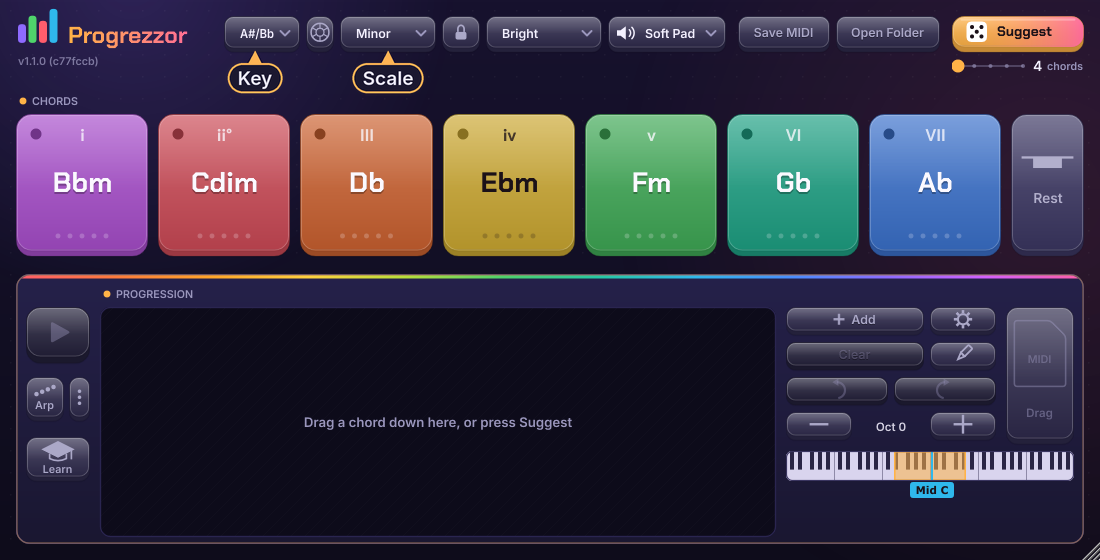 Progrezzor
v1.1.0 (c77fccb)
A#/Bb
Minor
Bright
Soft Pad
Save MIDI
Open Folder
Suggest
4 chords
Key
Scale
CHORDS
i
Bbm
ii°
Cdim
III
Db
iv
Ebm
v
Fm
VI
Gb
VII
Ab
Rest
PROGRESSION
Arp
Learn
Drag a chord down here, or press Suggest
+ Add
Clear
Oct 0
MIDI
Drag
Mid C